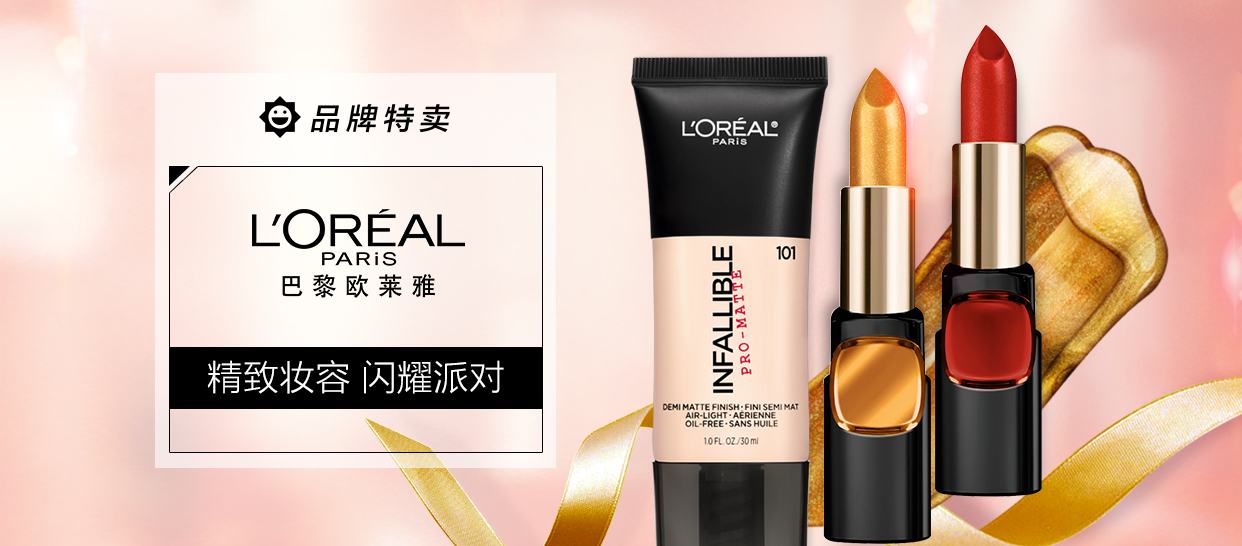 品牌特卖
L'ORÉAL
PARiS
巴黎欧莱雅
精致妆容 闪耀派对
L'ORÉAL®
PARiS
101
INFALLIBLE
PRO-MATTE
DEMI MATTE FINISH · FINI SEMI MAT
AIR-LIGHT · AÉRIENNE
OIL-FREE · SANS HUILE
1.0 FL. OZ./30 ml